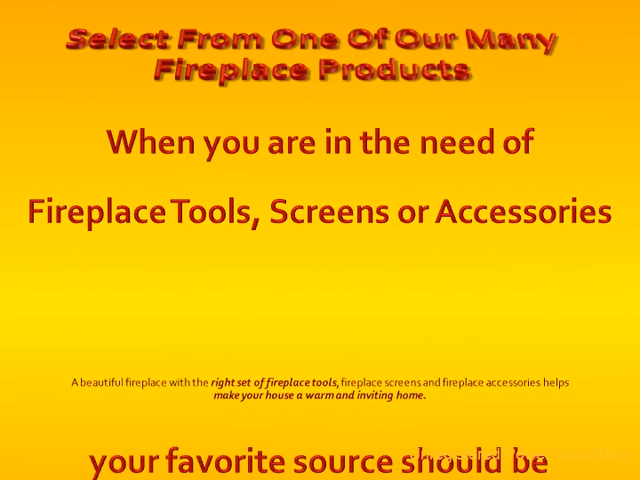 Select From One Of Our Many
Fireplace Products
When you are in the need of
Fireplace Tools, Screens or Accessories
A beautiful fireplace with the right set of fireplace tools, fireplace screens and fireplace accessories helps
make your house a warm and inviting home.
your favorite source should be